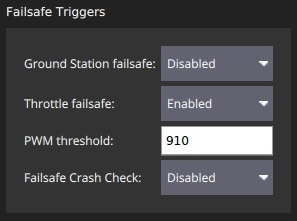 Failsafe Triggers
Ground Station failsafe: Disabled
Throttle failsafe: Enabled
PWM threshold: 910
Failsafe Crash Check: Disabled